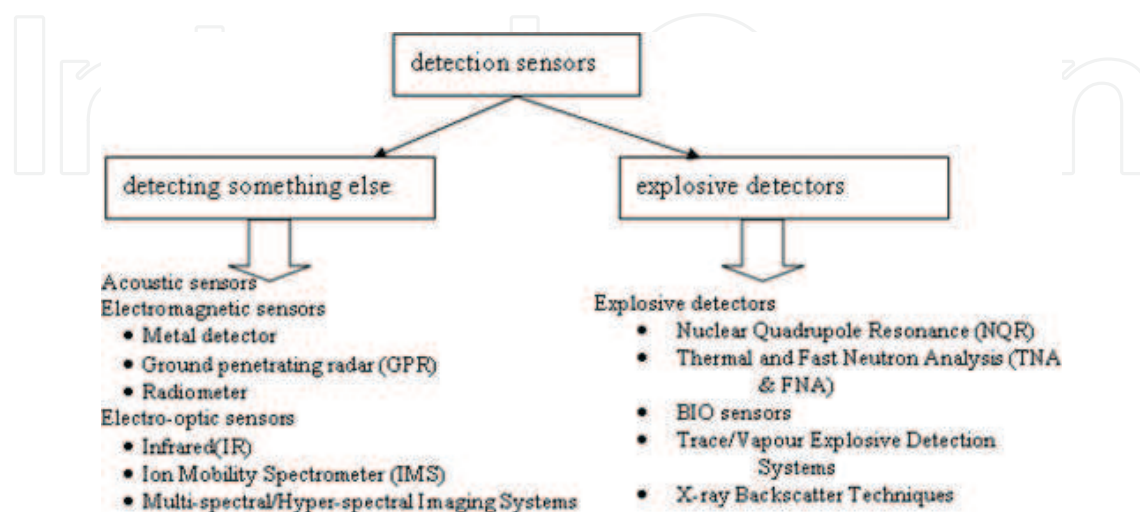 detection sensors
detecting something else
explosive detectors
Acoustic sensors
Electromagnetic sensors
• Metal detector
• Ground penetrating radar (GPR)
• Radiometer
Electro-optic sensors
• Infrared(IR)
• Ion Mobility Spectrometer (IMS)
• Multi-spectral/Hyper-spectral Imaging Systems
Explosive detectors
• Nuclear Quadrupole Resonance (NQR)
• Thermal and Fast Neutron Analysis (TNA
& FNA)
• BIO sensors
• Trace/Vapour Explosive Detection
Systems
• X-ray Backscatter Techniques